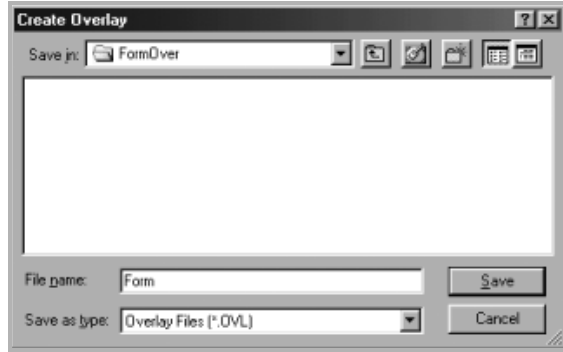 Create Overlay
Save in: FormOver
File name: Form Save
Save as type: Overlay Files (*.OVL) Cancel